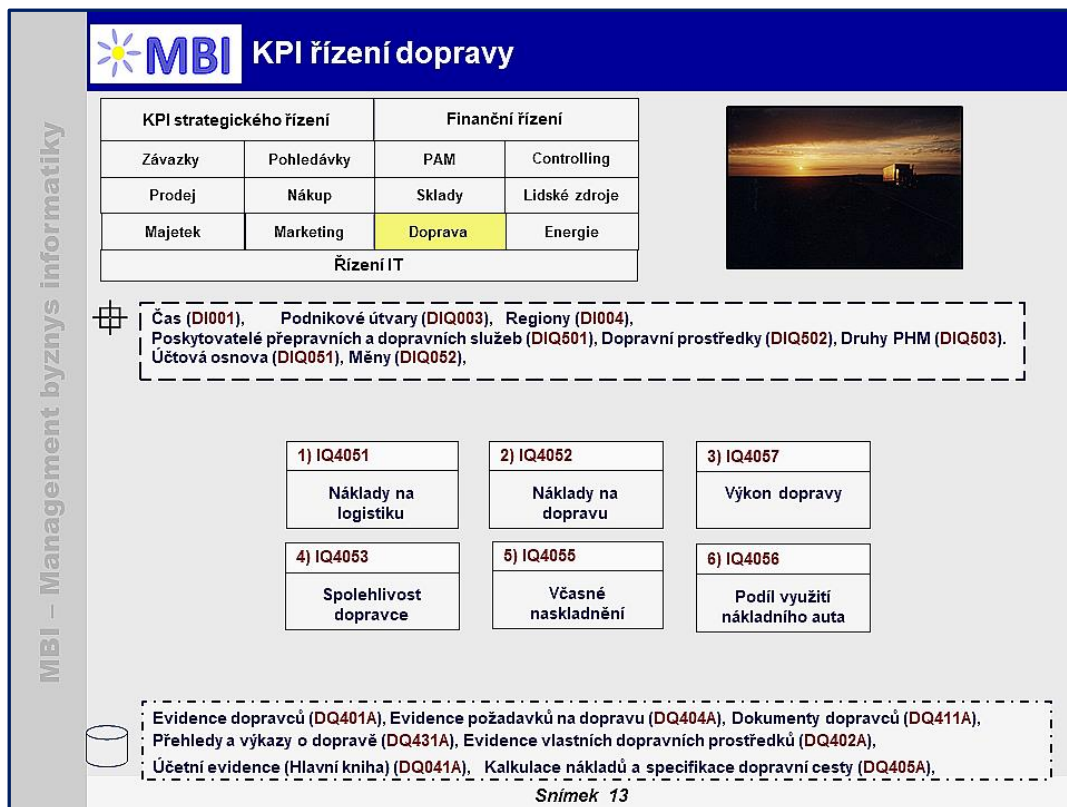 MBI KPI řízení dopravy
MBI – Management byznys informatiky
KPI strategického řízení Finanční řízení
Závazky Pohledávky PAM Controlling
Prodej Nákup Sklady Lidské zdroje
Majetek Marketing Doprava Energie
Řízení IT
Čas (DI001), Podnikové útvary (DIQ003), Regiony (DI004),
Poskytovatelé přepravních a dopravních služeb (DIQ501), Dopravní prostředky (DIQ502), Druhy PHM (DIQ503).
Účtová osnova (DIQ051), Měny (DIQ052),
1) IQ4051
Náklady na
logistiku
2) IQ4052
Náklady na
dopravu
3) IQ4057
Výkon dopravy
4) IQ4053
Spolehlivost
dopravce
5) IQ4055
Včasné
naskladnění
6) IQ4056
Podíl využití
nákladního auta
Evidence dopravců (DQ401A), Evidence požadavků na dopravu (DQ404A), Dokumenty dopravců (DQ411A),
Přehledy a výkazy o dopravě (DQ431A), Evidence vlastních dopravních prostředků (DQ402A),
Účetní evidence (Hlavní kniha) (DQ041A), Kalkulace nákladů a specifikace dopravní cesty (DQ405A),
Snímek 13